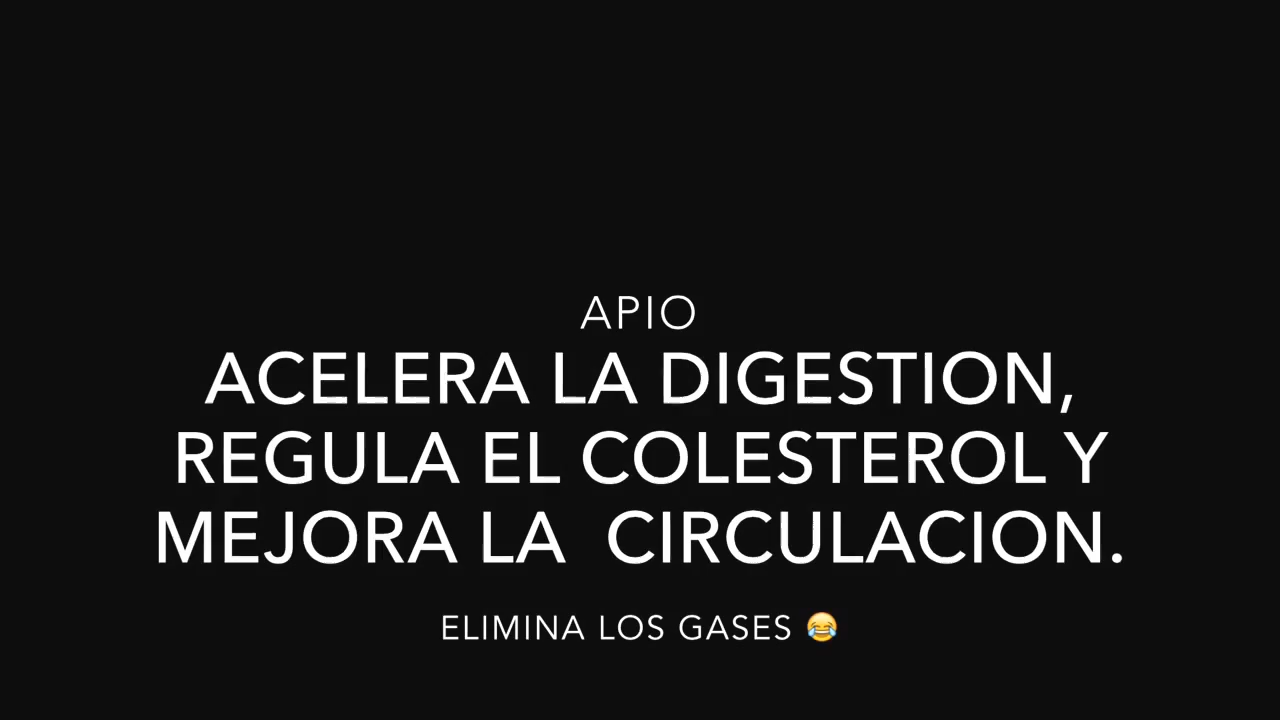 APIO
ACELERA LA DIGESTION,
REGULA EL COLESTEROL Y
MEJORA LA  CIRCULACION.
ELIMINA LOS GASES 😂